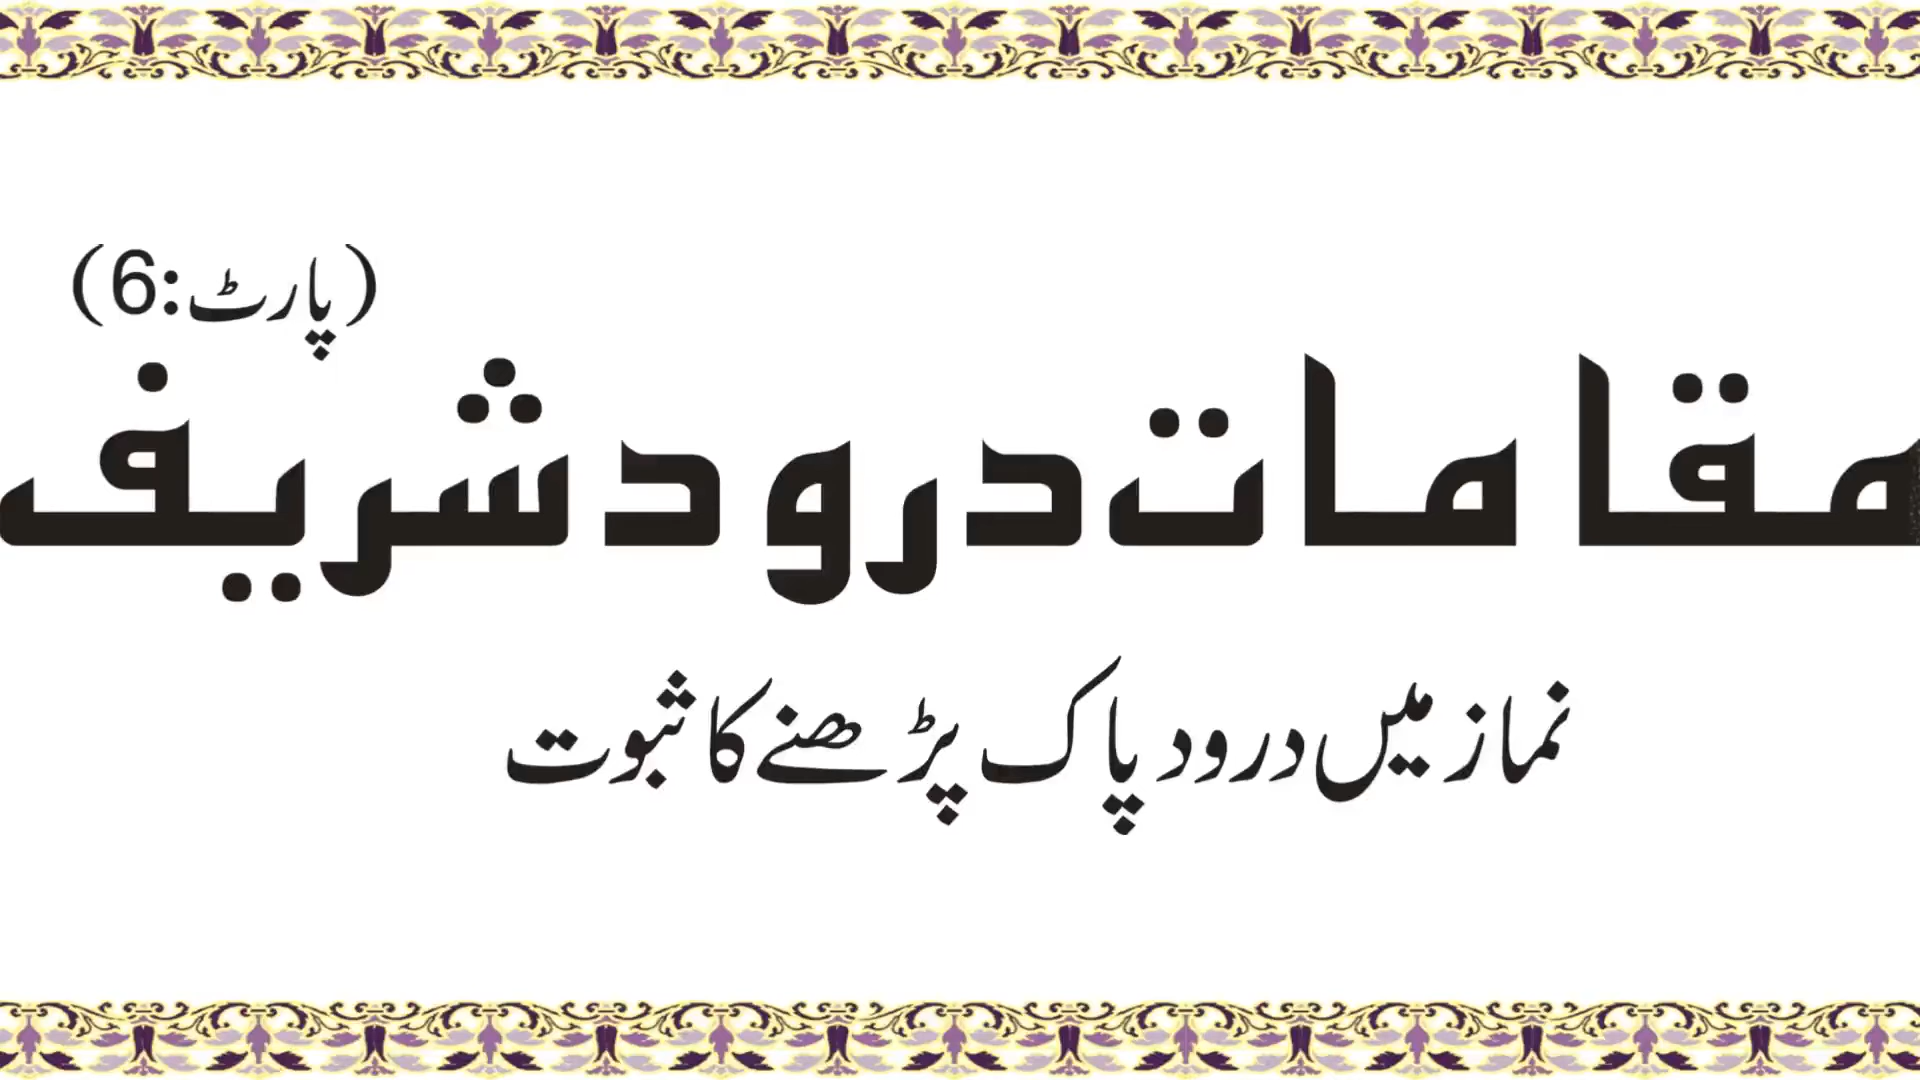 (پارٹ:6)
مقامات درود شریف
نماز میں درود پاک پڑھنے کا ثبوت